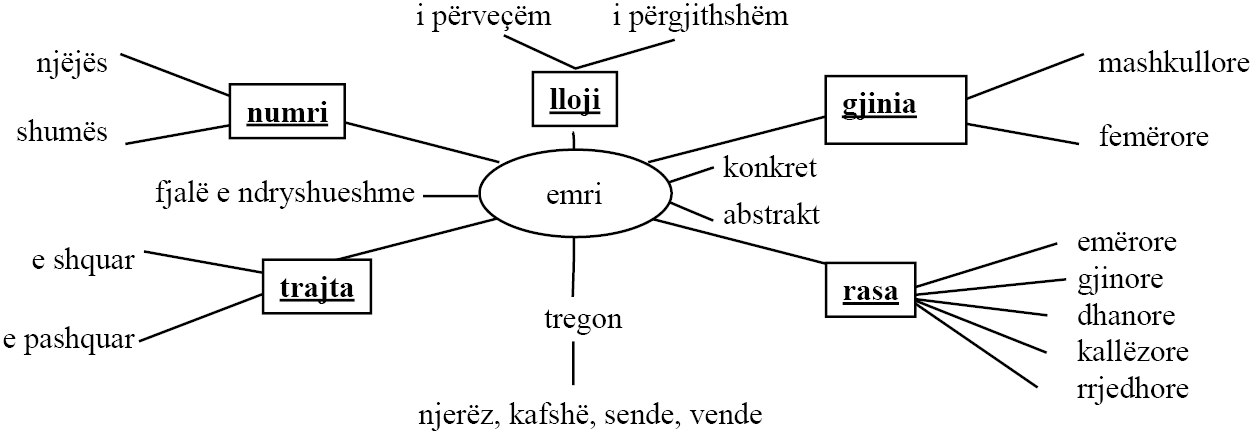 i përveçëm
i përgjithshëm
njëjës
shumës
numri
lloji
gjinia
mashkullore
femërore
fjalë e ndryshueshme
emri
konkret
abstrakt
e shquar
e pashquar
trajta
tregon
njerëz, kafshë, sende, vende
rasa
emërore
gjinore
dhanore
kallëzore
rrjedhore